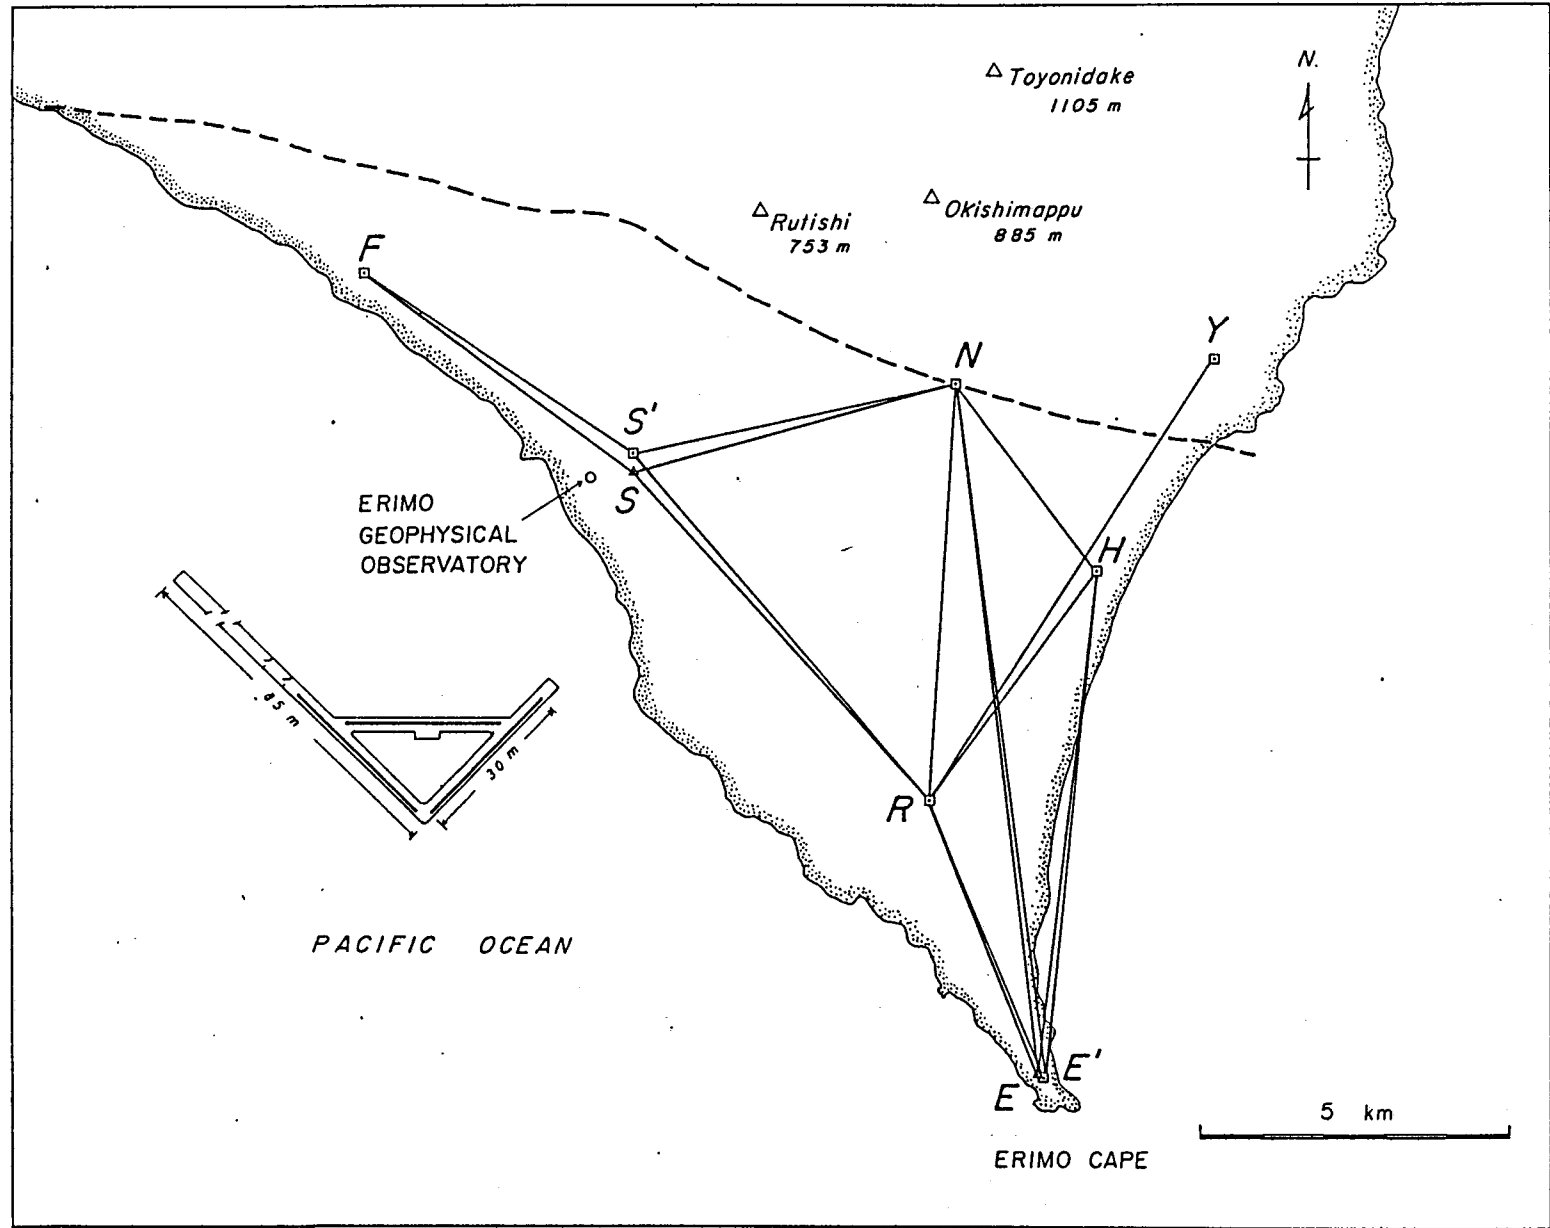 Toyonidake
1105 m
N.
Rutishi
753 m
Okishimappu
885 m
F
Y
N
S'
S
ERIMO
GEOPHYSICAL
OBSERVATORY
H
85 m
30 m
R
PACIFIC OCEAN
E
E'
5 km
ERIMO CAPE